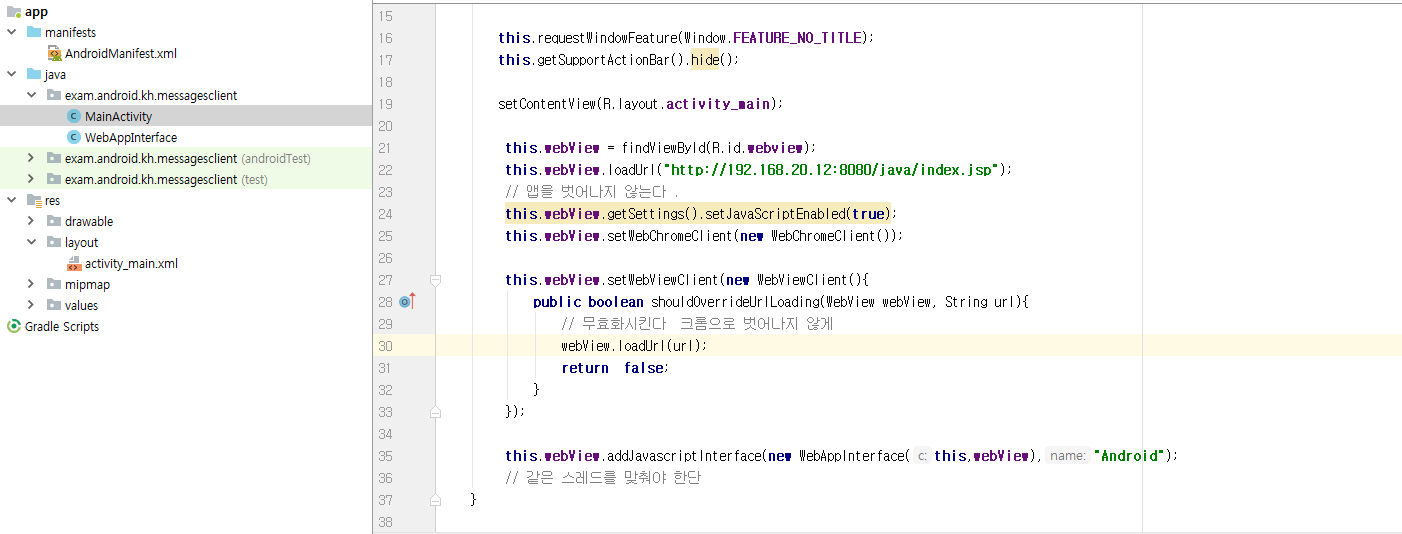 app
manifests
AndroidManifest.xml
java
exam.android.kh.messagesclient
MainActivity
WebAppInterface
exam.android.kh.messagesclient (androidTest)
exam.android.kh.messagesclient (test)
res
drawable
layout
activity_main.xml
mipmap
values
Gradle Scripts
15
16 this.requestWindowFeature(Window.FEATURE_NO_TITLE);
17 this.getSupportActionBar().hide();
18
19 setContentView(R.layout.activity_main);
20
21 this.webView = findViewById(R.id.webview);
22 this.webView.loadUrl("http://192.168.20.12:8080/java/index.jsp");
23 // 앱을 벗어나지 않는다 .
24 this.webView.getSettings().setJavaScriptEnabled(true);
25 this.webView.setWebChromeClient(new WebChromeClient());
26
27 this.webView.setWebViewClient(new WebViewClient(){
28 public boolean shouldOverrideUrlLoading(WebView webView, String url){
29 // 무효화시킨다 크롬으로 벗어나지 않게
30 webView.loadUrl(url);
31 return false;
32 }
33 });
34
35 this.webView.addJavascriptInterface(new WebAppInterface( c: this,webView), name: "Android");
36 // 같은 스레드를 맞춰야 한단
37 }
38